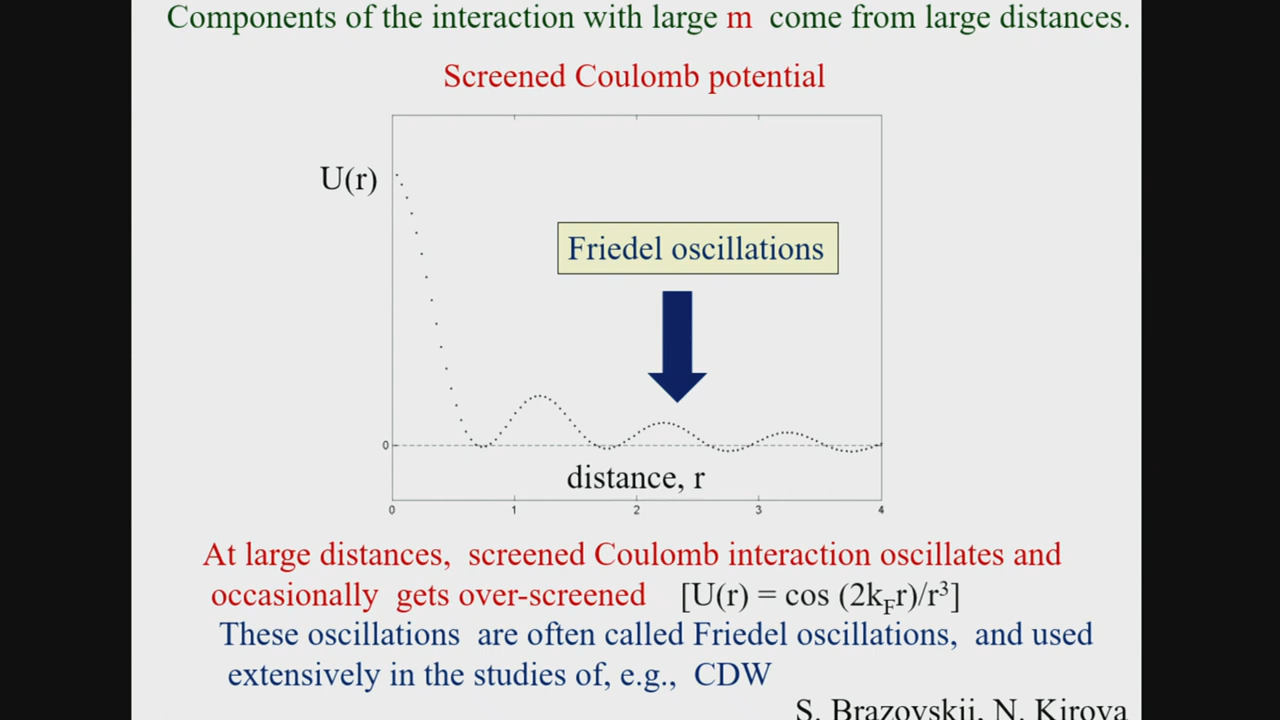 Components of the interaction with large m come from large distances.
Screened Coulomb potential
U(r)
Friedel oscillations
0
distance, r
0 1 2 3 4
At large distances, screened Coulomb interaction oscillates and
occasionally gets over-screened [U(r) = cos (2k_F r)/r³]
These oscillations are often called Friedel oscillations, and used
extensively in the studies of, e.g., CDW
S. Brazovskii, N. Kirova